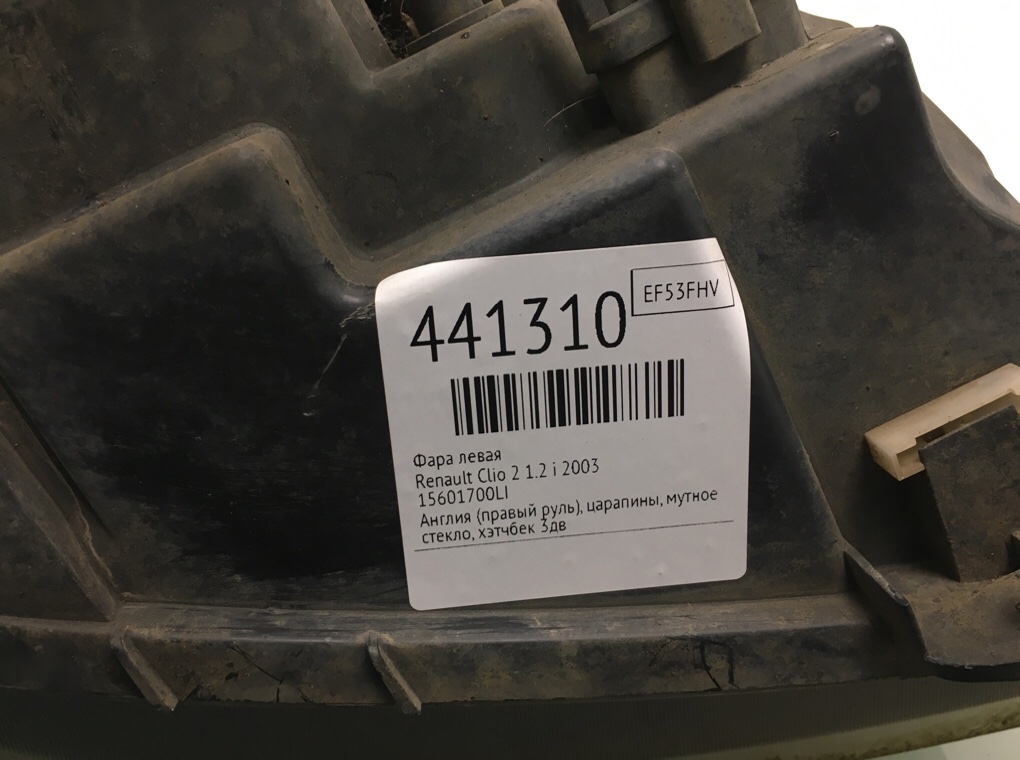 441310
EF53FHV
Фара левая
Renault Clio 2 1.2 i 2003
15601700LI
Англия (правый руль), царапины, мутное
стекло, хэтчбек 3дв